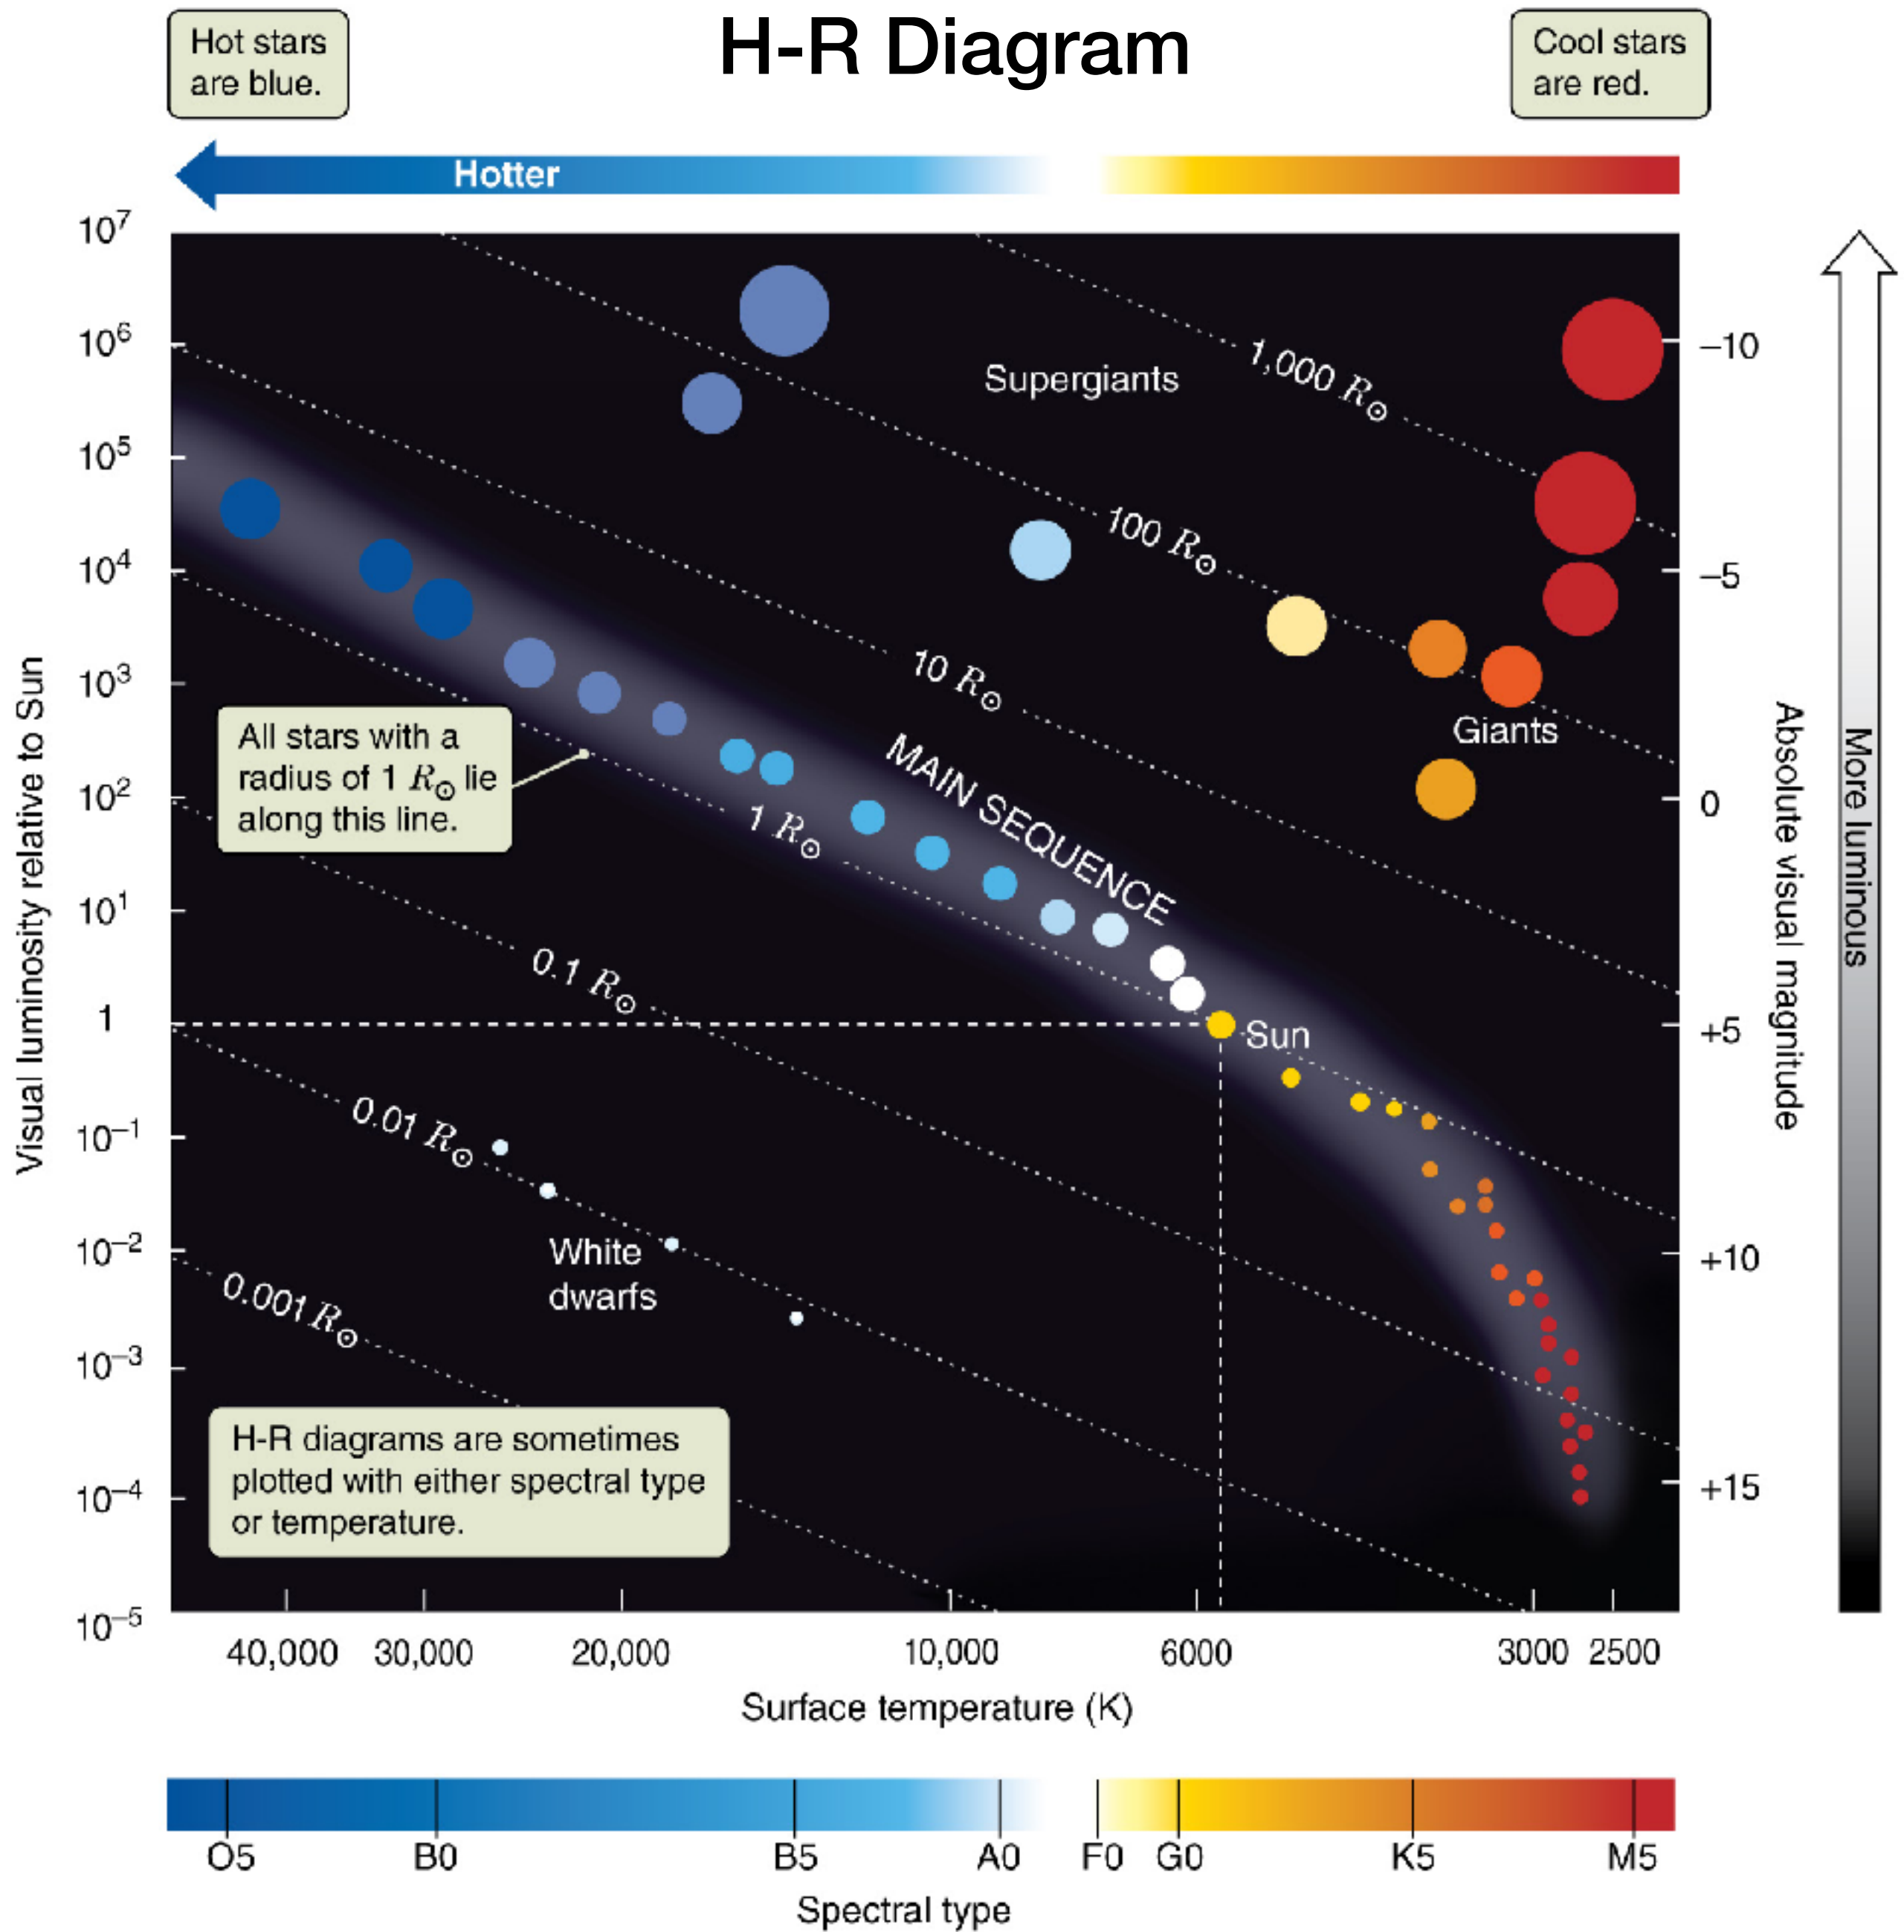 H-R Diagram
Hot stars
are blue.
Cool stars
are red.
Hotter
10⁷
10⁶
10⁵
10⁴
10³
10²
10¹
1
10⁻¹
10⁻²
10⁻³
10⁻⁴
10⁻⁵
Visual luminosity relative to Sun
1,000 R☉
Supergiants
100 R☉
10 R☉
Giants
MAIN SEQUENCE
All stars with a
radius of 1 R☉ lie
along this line.
1 R☉
0.1 R☉
Sun
0.01 R☉
White
dwarfs
0.001 R☉
H-R diagrams are sometimes
plotted with either spectral type
or temperature.
–10
–5
0
+5
+10
+15
Absolute visual magnitude
More luminous
40,000 30,000 20,000 10,000 6000 3000 2500
Surface temperature (K)
O5 B0 B5 A0 F0 G0 K5 M5
Spectral type